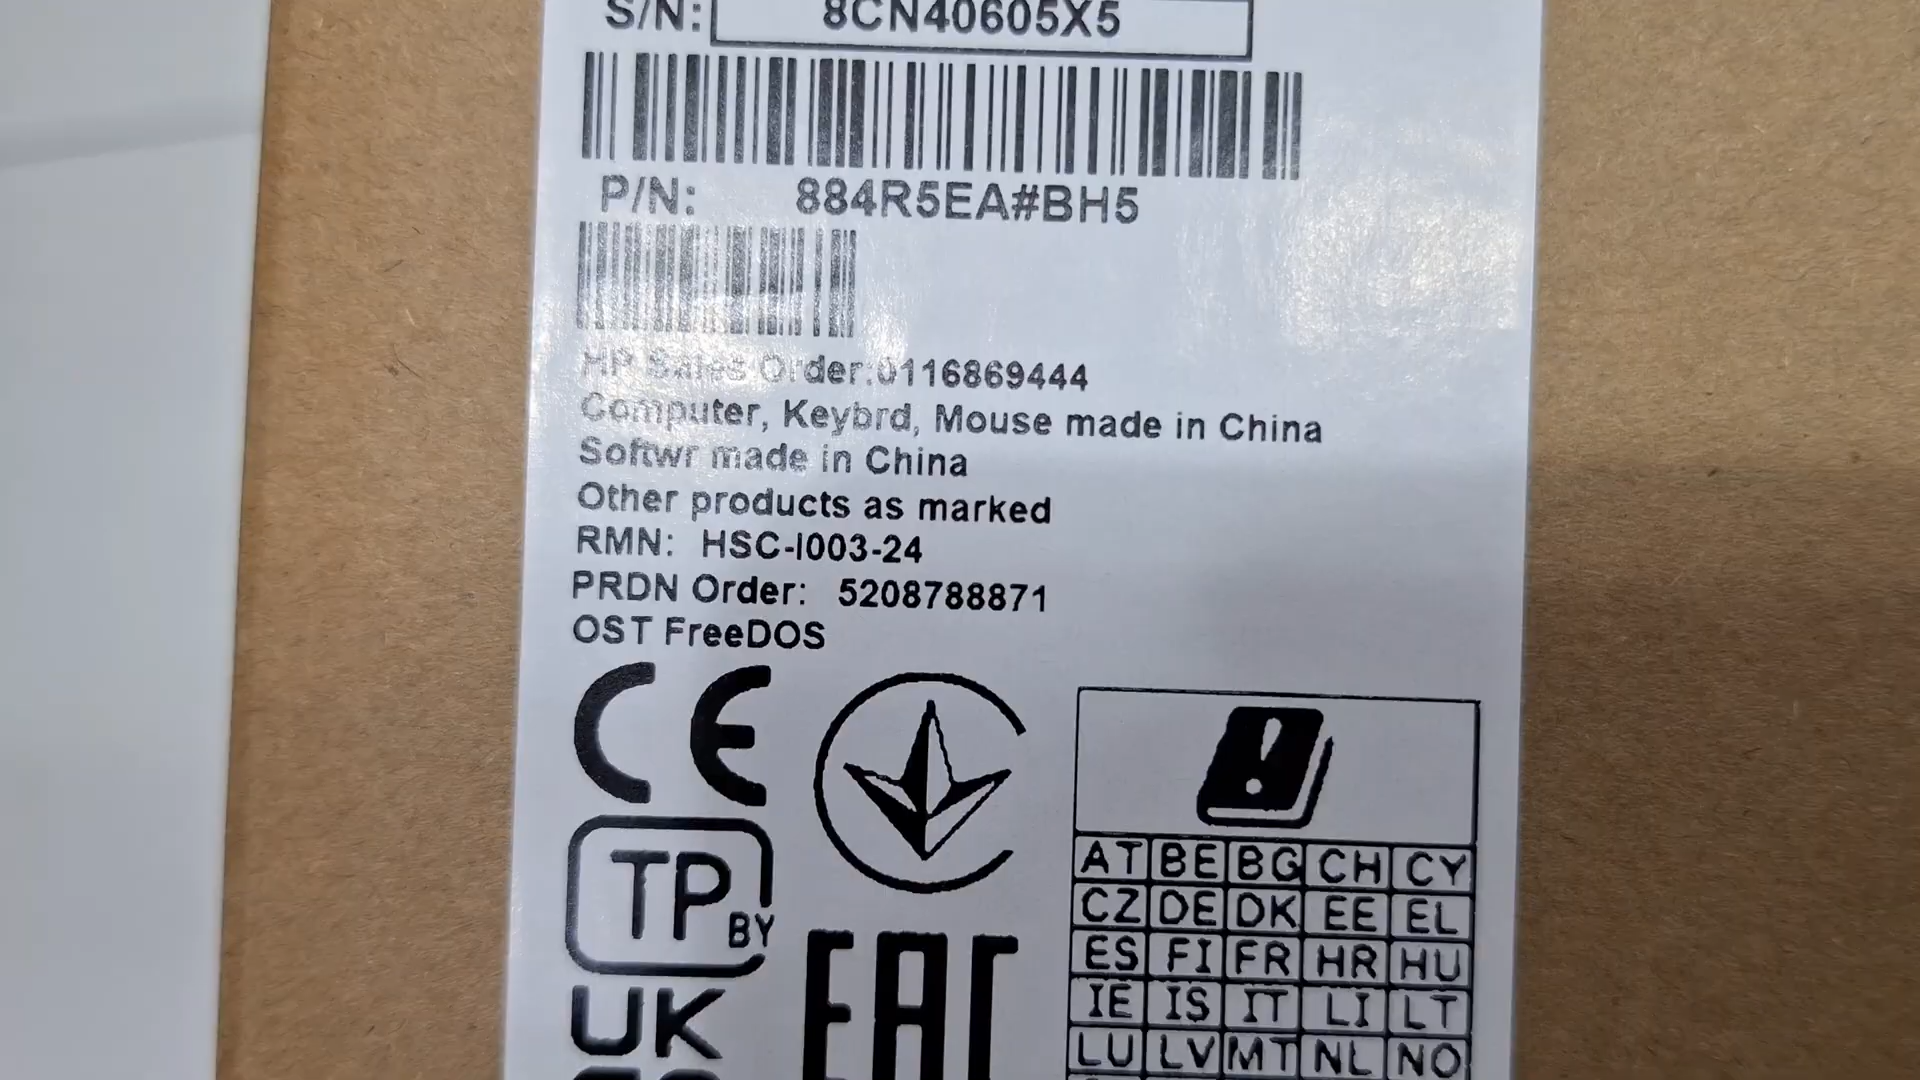 S/N: 8CN40605X5
P/N: 884R5EA#BH5
HP Sales Order:0116869444
Computer, Keybrd, Mouse made in China
Softwr made in China
Other products as marked
RMN: HSC-I003-24
PRDN Order: 5208788871
OST FreeDOS
CE
TP BY
UK
EAC
AT BE BG CH CY
CZ DE DK EE EL
ES FI FR HR HU
IE IS IT LI LT
LU LV MT NL NO